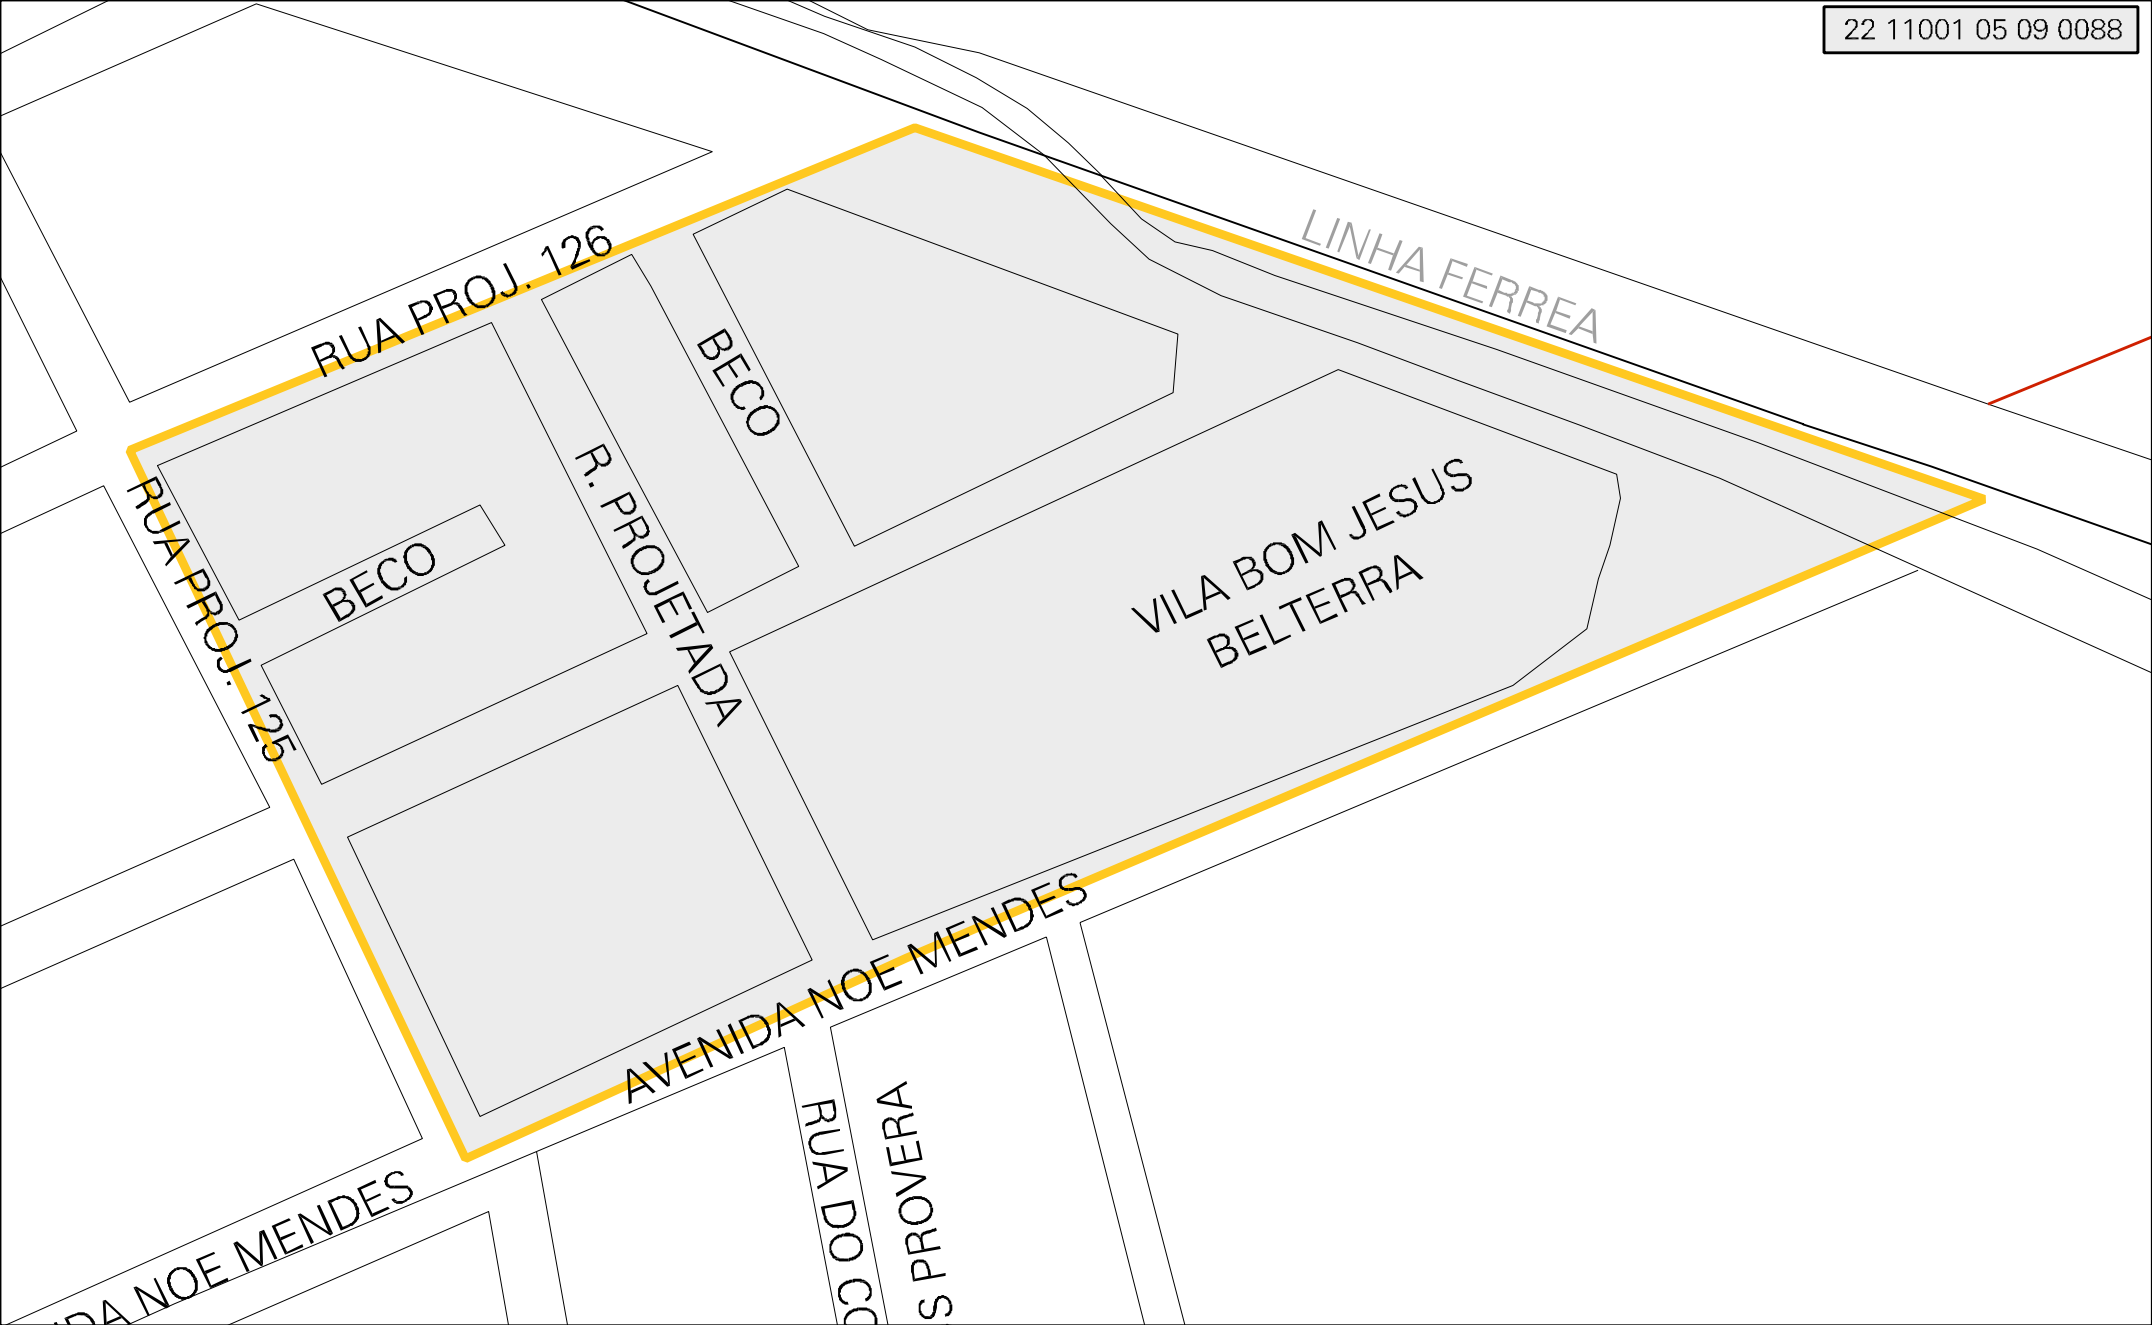 22 11001 05 09 0088
LINHA FERREA
RUA PROJ. 126
BECO
R. PROJETADA
RUA PROJ. 125
BECO
VILA BOM JESUS
BELTERRA
AVENIDA NOE MENDES
RUA DO CO
S PROVERA
IDA NOE MENDES